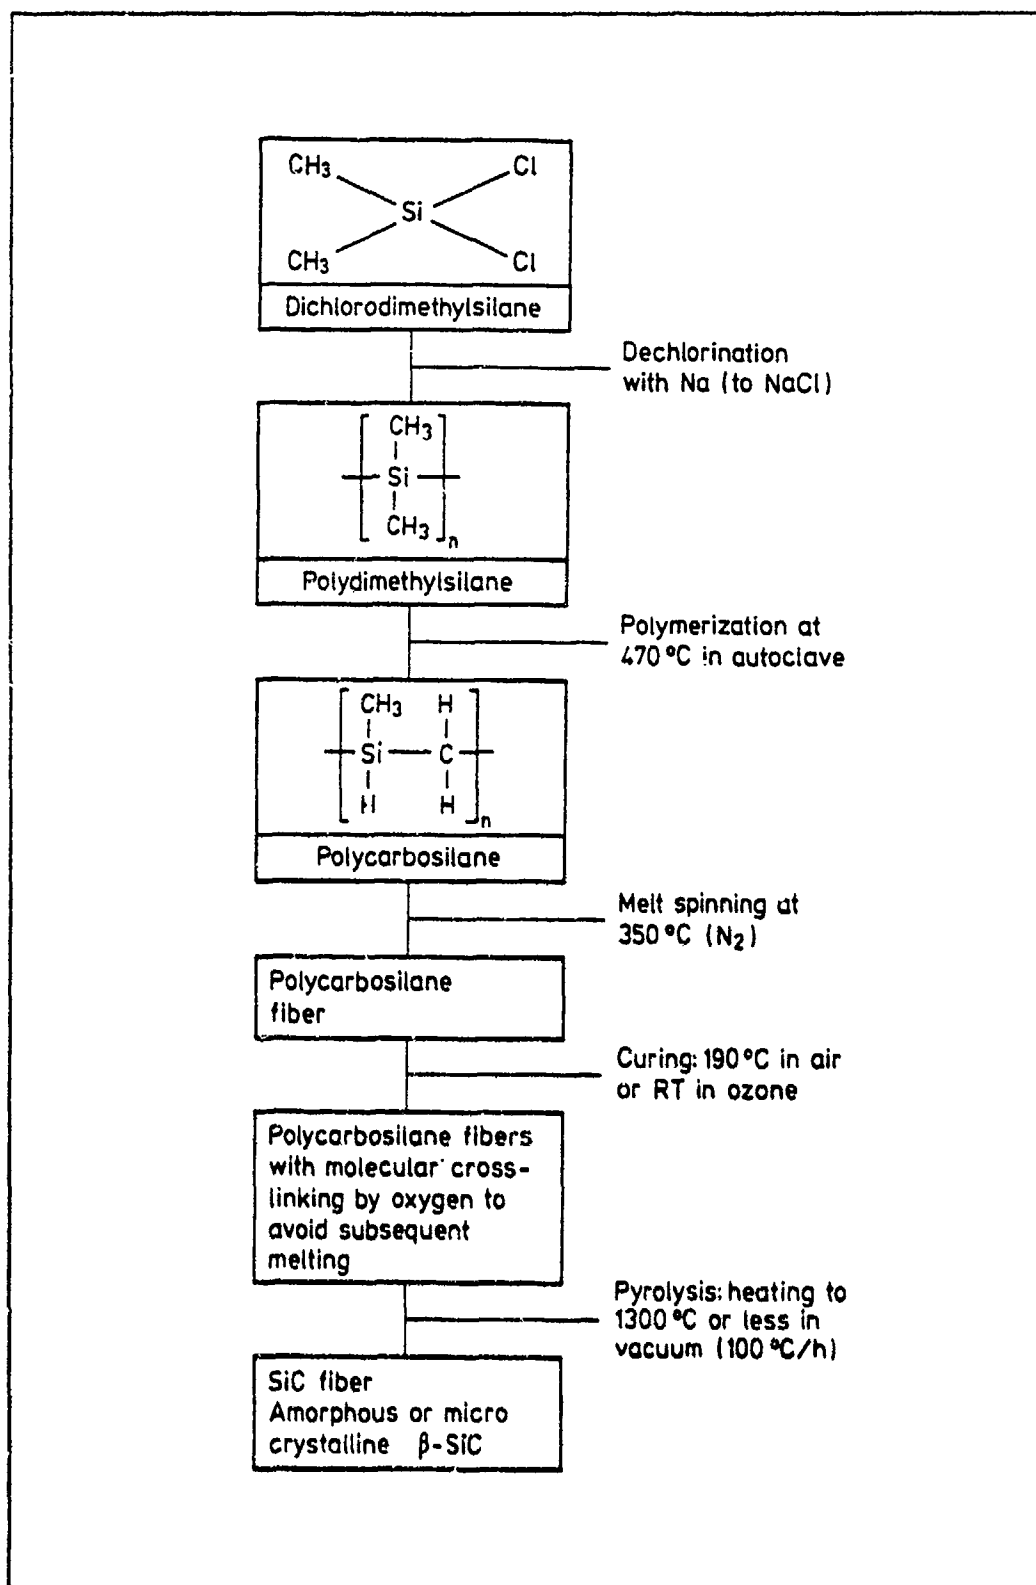 CH3 Cl
Si
CH3 Cl
Dichlorodimethylsilane
Dechlorination
with Na (to NaCl)
CH3
Si
CH3
n
Polydimethylsilane
Polymerization at
470 °C in autoclave
CH3 H
Si C
H H
n
Polycarbosilane
Melt spinning at
350 °C (N2)
Polycarbosilane
fiber
Curing: 190 °C in air
or RT in ozone
Polycarbosilane fibers
with molecular cross-
linking by oxygen to
avoid subsequent
melting
Pyrolysis: heating to
1300 °C or less in
vacuum (100 °C/h)
SiC fiber
Amorphous or micro
crystalline β-SiC